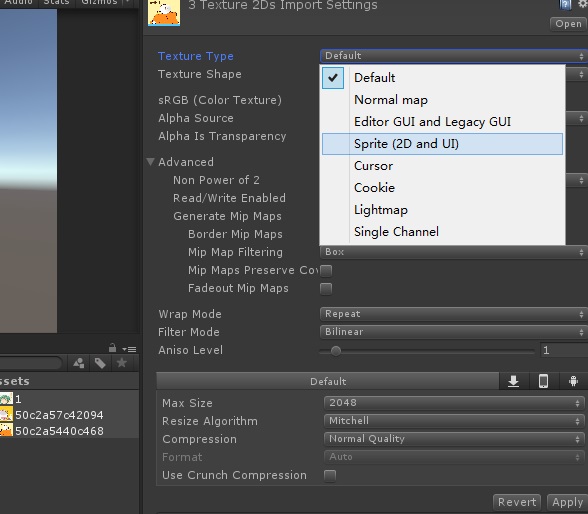 Audio Stats Gizmos
3 Texture 2Ds Import Settings
Open
Texture Type Default
Texture Shape
Default
Normal map
sRGB (Color Texture)
Alpha Source
Editor GUI and Legacy GUI
Alpha Is Transparency
Sprite (2D and UI)
Advanced
Cursor
Non Power of 2
Cookie
Read/Write Enabled
Lightmap
Generate Mip Maps
Single Channel
Border Mip Maps
Mip Map Filtering Box
Mip Maps Preserve Cov
Fadeout Mip Maps
Wrap Mode Repeat
Filter Mode Bilinear
Aniso Level 1
ssets
1
50c2a57c42094
50c2a5440c468
Default
Max Size 2048
Resize Algorithm Mitchell
Compression Normal Quality
Format Auto
Use Crunch Compression
Revert Apply